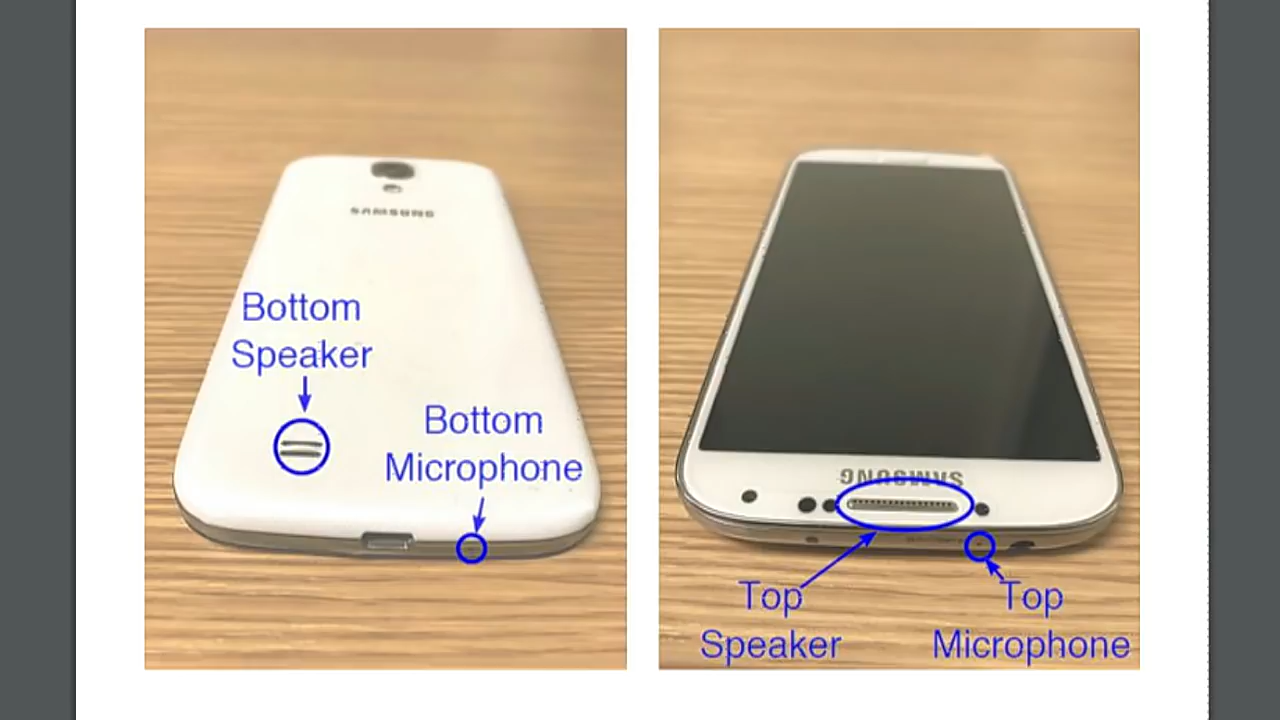 SAMSUNG
Bottom
Speaker
Bottom
Microphone
SAMSUNG
Top
Speaker
Top
Microphone